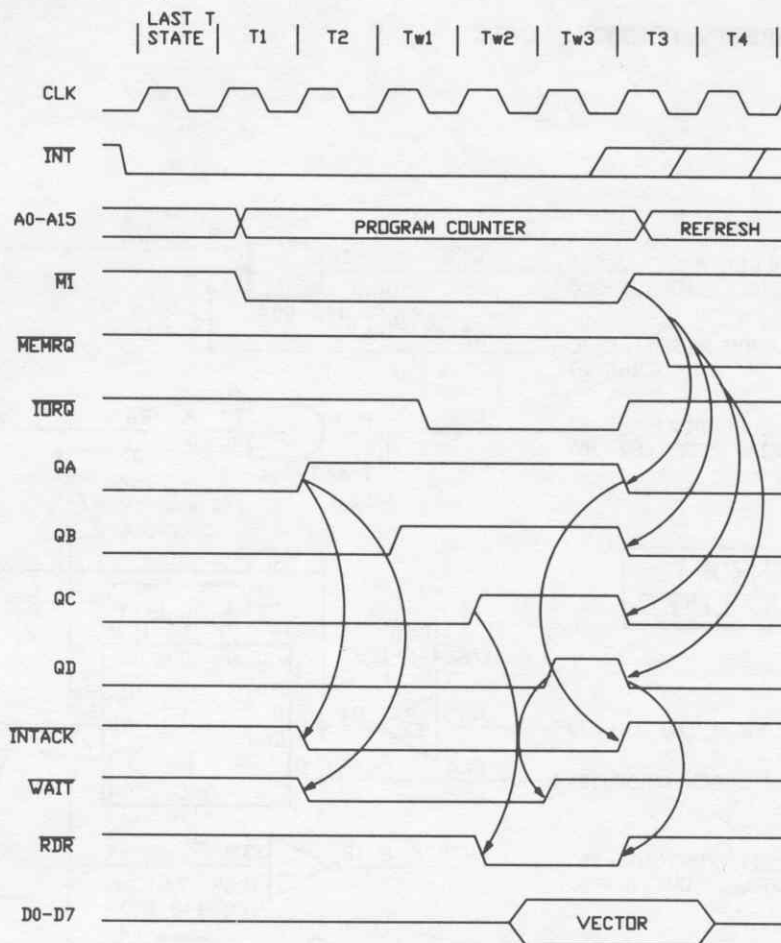 LAST T
STATE T1 T2 Tw1 Tw2 Tw3 T3 T4
CLK
INT
A0-A15 PROGRAM COUNTER REFRESH
M1
MEMRQ
IORQ
QA
QB
QC
QD
INTACK
WAIT
RDR
D0-D7 VECTOR